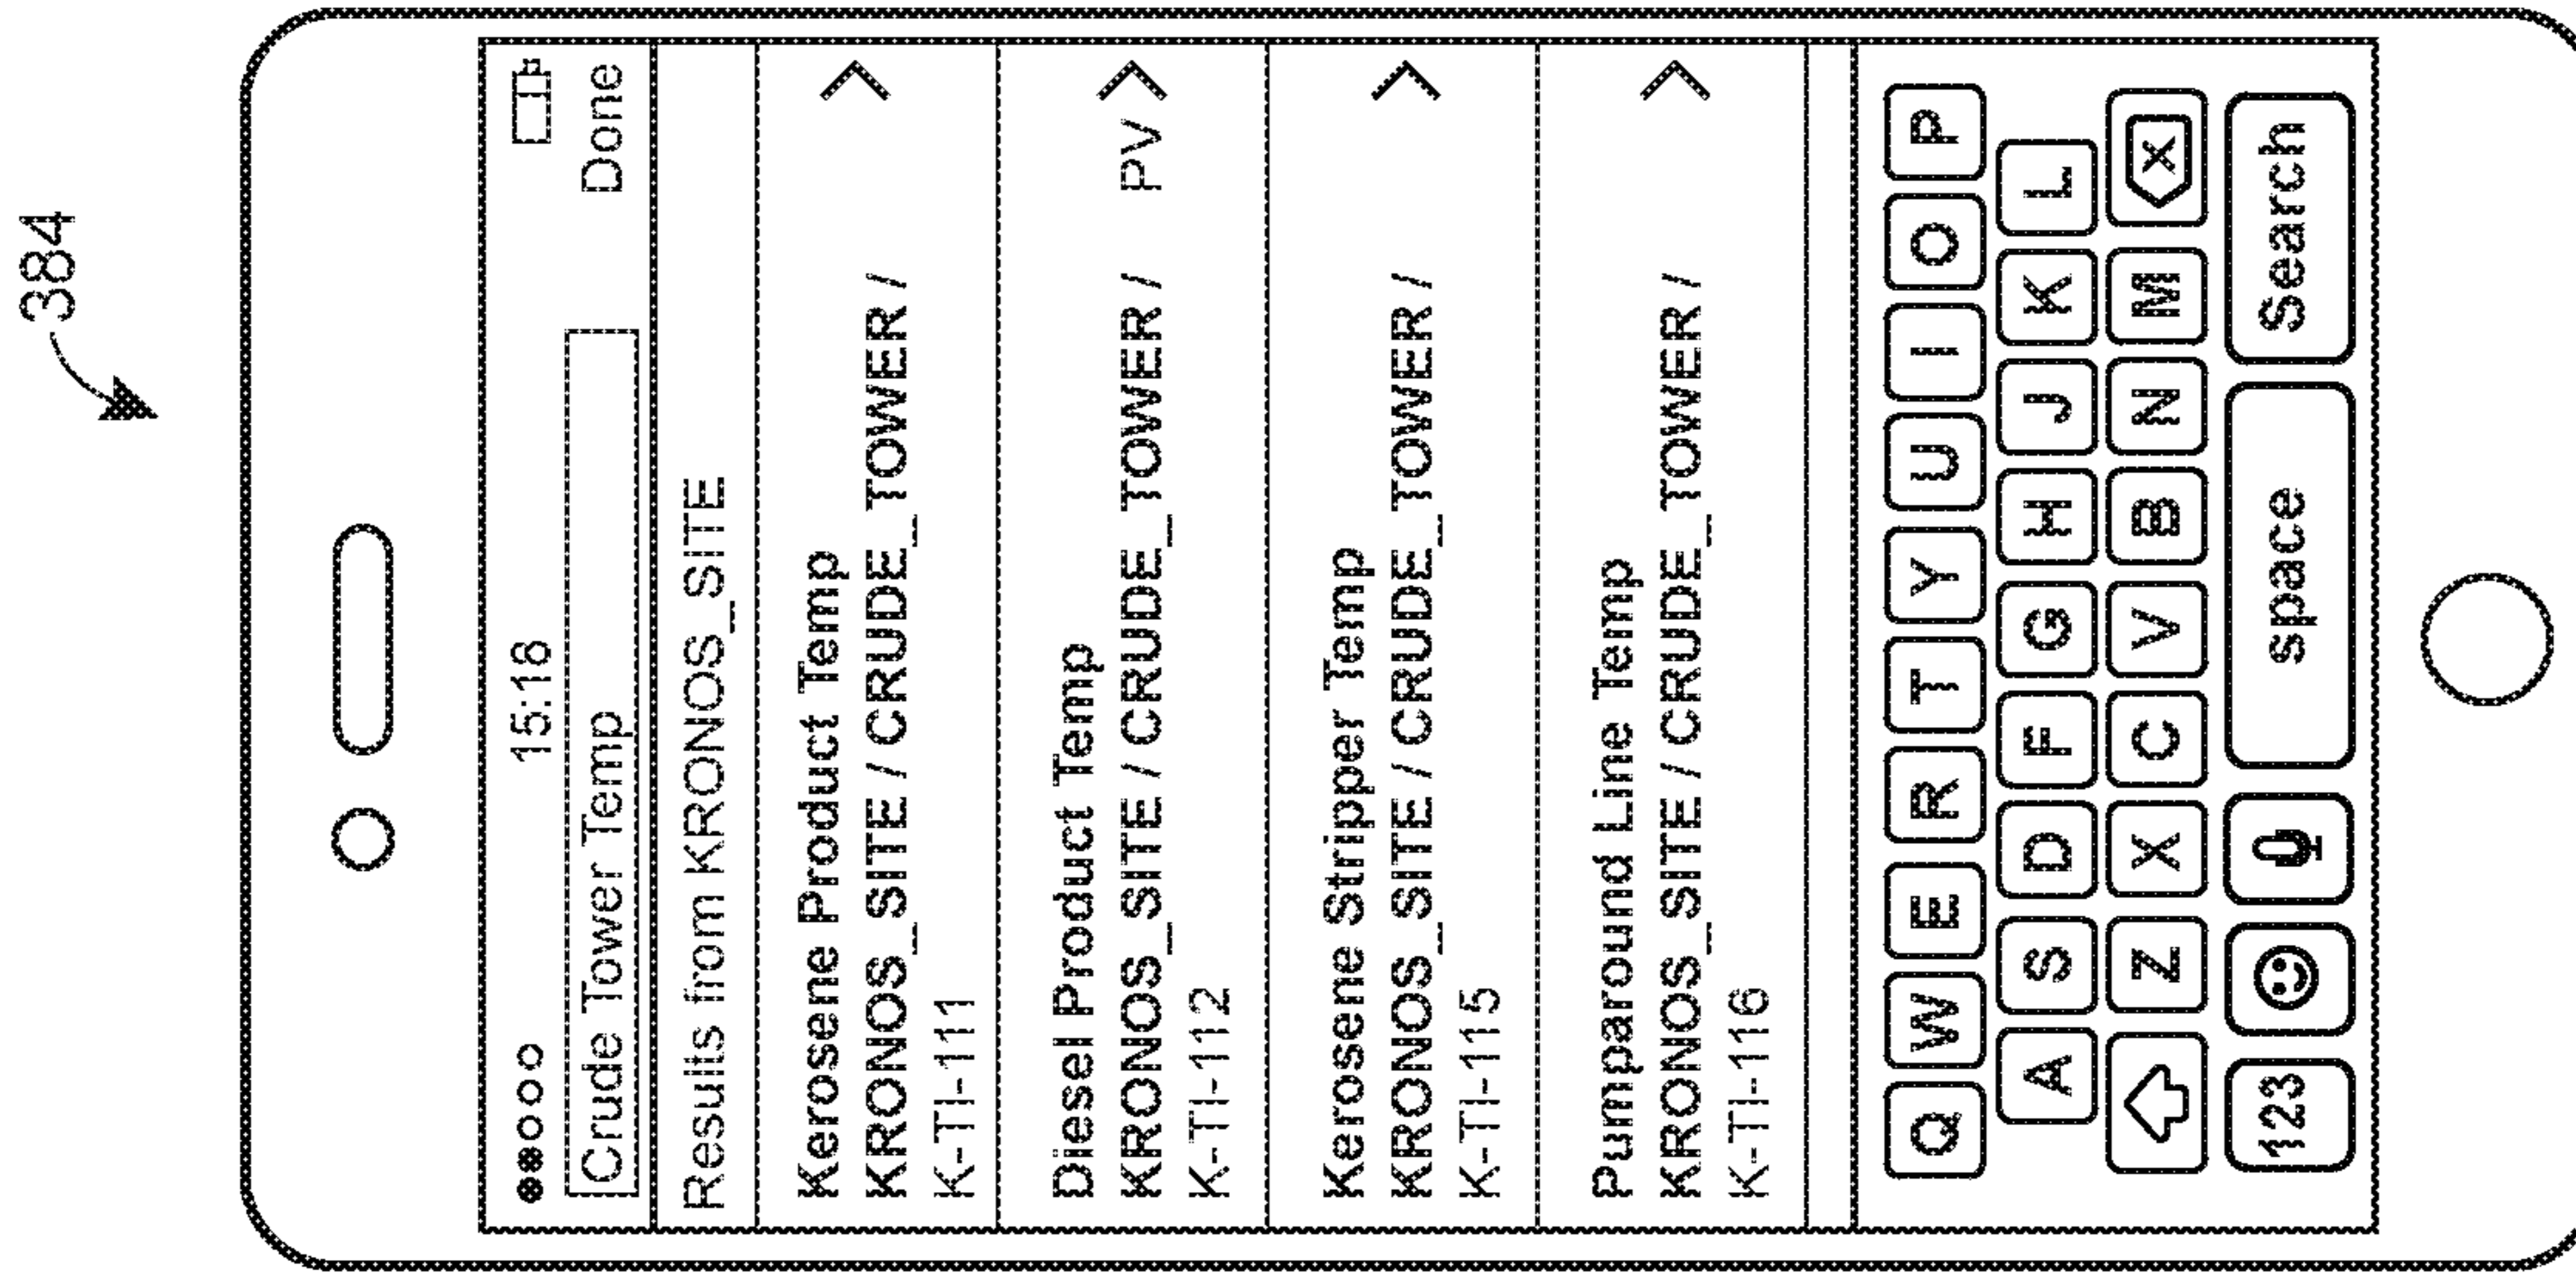 384
15:18
Crude Tower Temp Done
Results from KRONOS_SITE
Kerosene Product Temp
KRONOS_SITE / CRUDE_TOWER /
K-TI-111
Diesel Product Temp
KRONOS_SITE / CRUDE_TOWER / PV
K-TI-112
Kerosene Stripper Temp
KRONOS_SITE / CRUDE_TOWER /
K-TI-115
Pumparound Line Temp
KRONOS_SITE / CRUDE_TOWER /
K-TI-116
Q W E R T Y U I O P
A S D F G H J K L
Z X C V B N M X
123 space Search